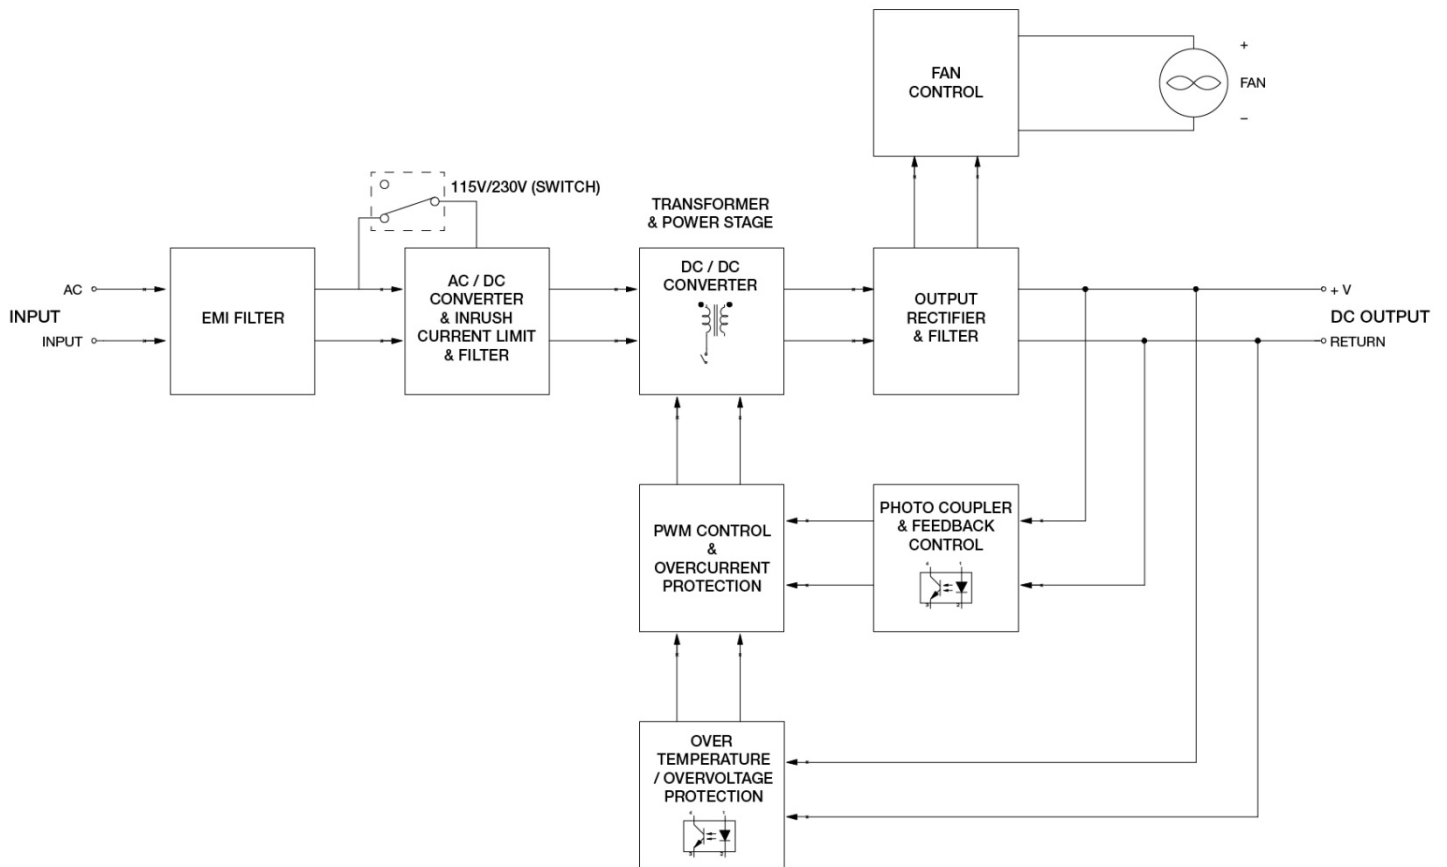 FAN
CONTROL
+
FAN
−
115V/230V (SWITCH)
TRANSFORMER
& POWER STAGE
INPUT
AC
INPUT
EMI FILTER
AC / DC
CONVERTER
& INRUSH
CURRENT LIMIT
& FILTER
DC / DC
CONVERTER
OUTPUT
RECTIFIER
& FILTER
+ V
DC OUTPUT
RETURN
PWM CONTROL
&
OVERCURRENT
PROTECTION
PHOTO COUPLER
& FEEDBACK
CONTROL
OVER
TEMPERATURE
/ OVERVOLTAGE
PROTECTION